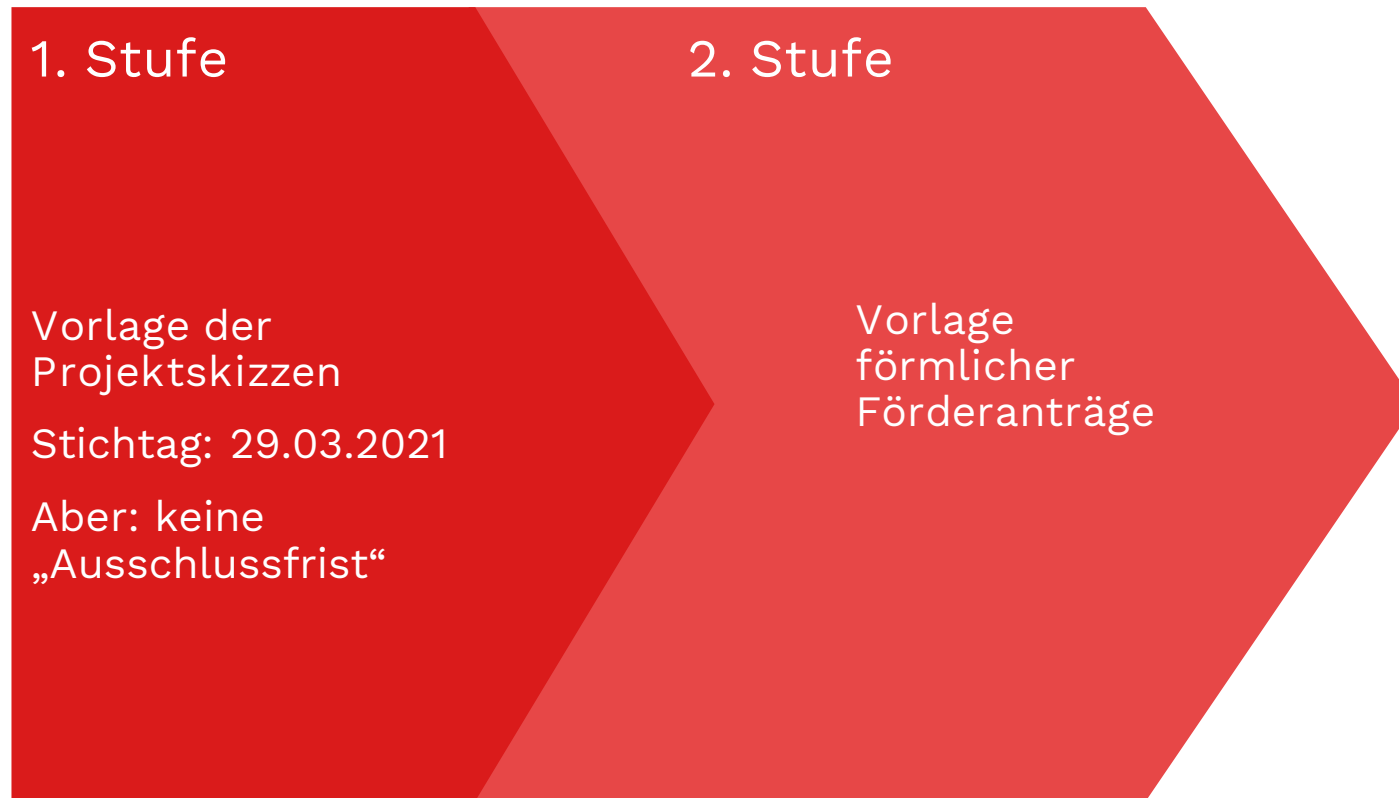 1. Stufe
Vorlage der
Projektskizzen
Stichtag: 29.03.2021
Aber: keine
„Ausschlussfrist“
2. Stufe
Vorlage
förmlicher
Förderanträge